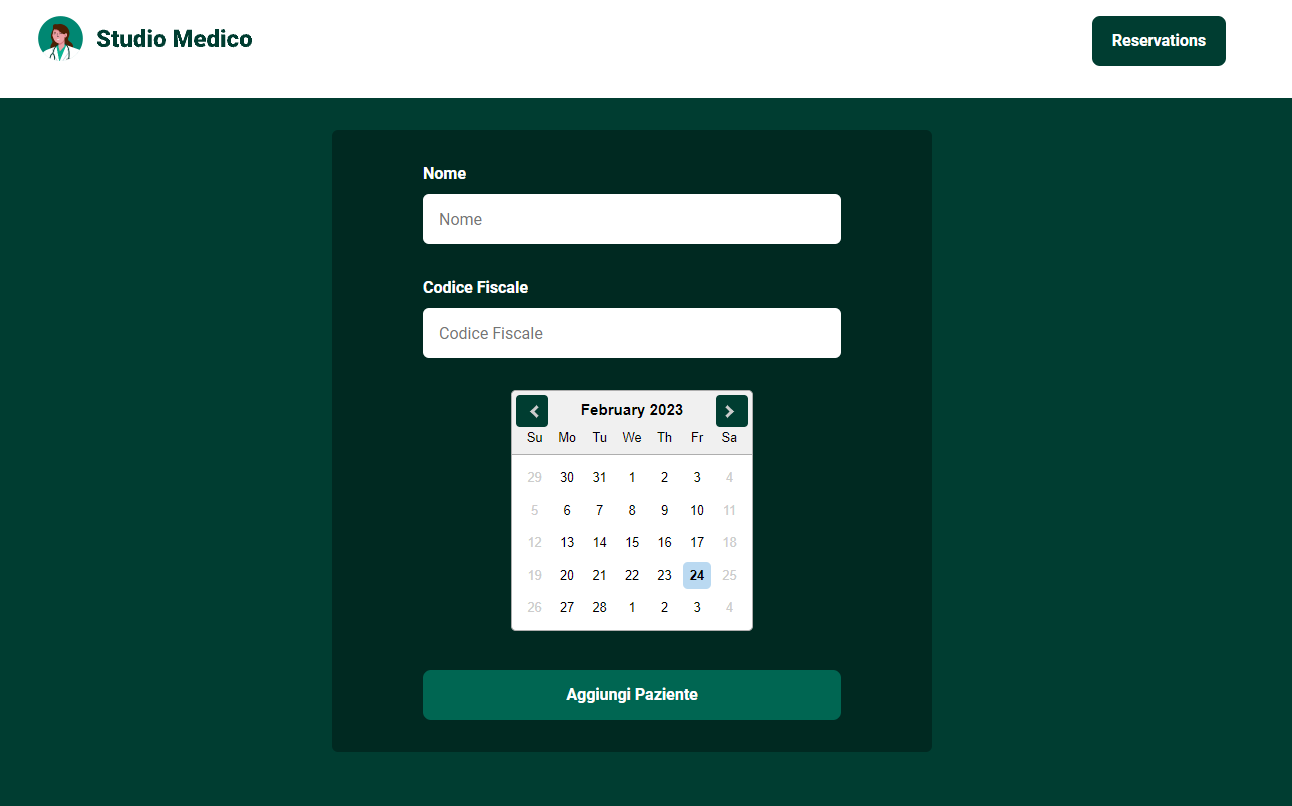 Studio Medico
Reservations
Nome
Nome
Codice Fiscale
Codice Fiscale
February 2023
Su Mo Tu We Th Fr Sa
29 30 31 1 2 3 4
5 6 7 8 9 10 11
12 13 14 15 16 17 18
19 20 21 22 23 24 25
26 27 28 1 2 3 4
Aggiungi Paziente